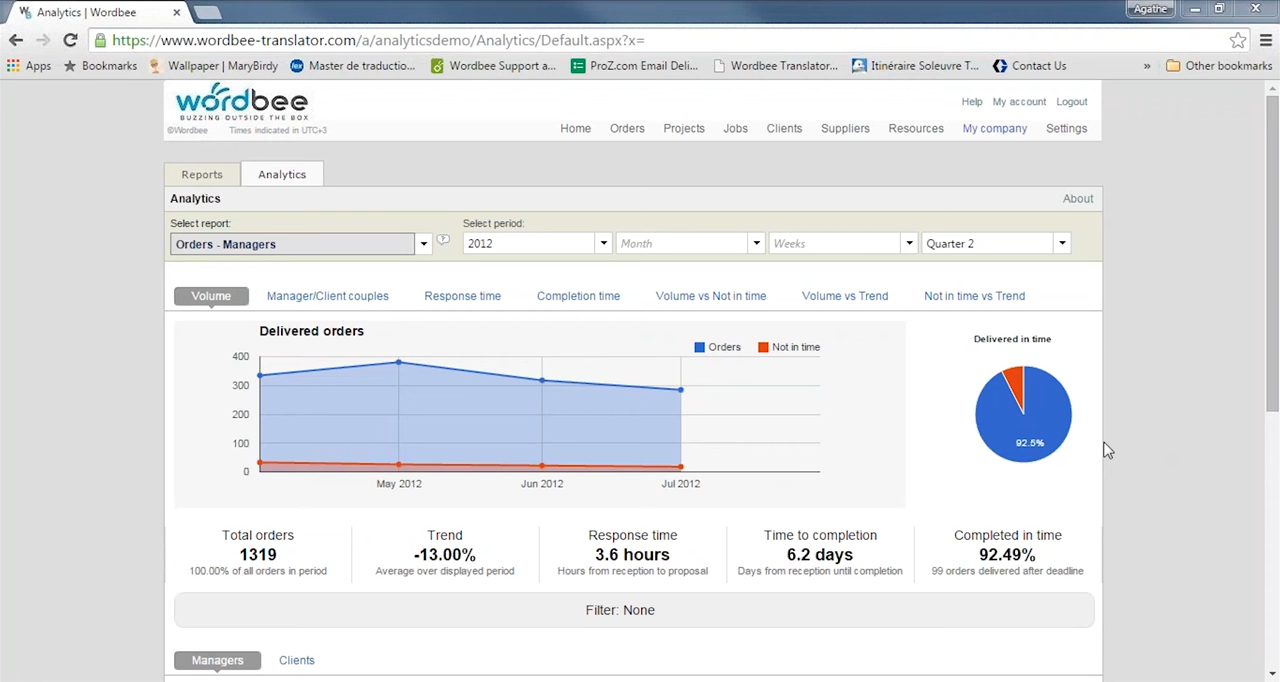 Analytics | Wordbee
Agathe
https://www.wordbee-translator.com/a/analyticsdemo/Analytics/Default.aspx?x=
Apps Bookmarks Wallpaper | MaryBirdy Master de traductio... Wordbee Support a... ProZ.com Email Deli... Wordbee Translator... Itinéraire Soleuvre T... Contact Us » Other bookmarks
wordbee
BUZZING OUTSIDE THE BOX
Help My account Logout
©Wordbee Times indicated in UTC+3
Home Orders Projects Jobs Clients Suppliers Resources My company Settings
Reports Analytics
Analytics About
Select report: Select period:
Orders - Managers 2012 Month Weeks Quarter 2
Volume Manager/Client couples Response time Completion time Volume vs Not in time Volume vs Trend Not in time vs Trend
Delivered orders
Orders Not in time
400
300
200
100
0
May 2012 Jun 2012 Jul 2012
Delivered in time
92.5%
Total orders Trend Response time Time to completion Completed in time
1319 -13.00% 3.6 hours 6.2 days 92.49%
100.00% of all orders in period Average over displayed period Hours from reception to proposal Days from reception until completion 99 orders delivered after deadline
Filter: None
Managers Clients